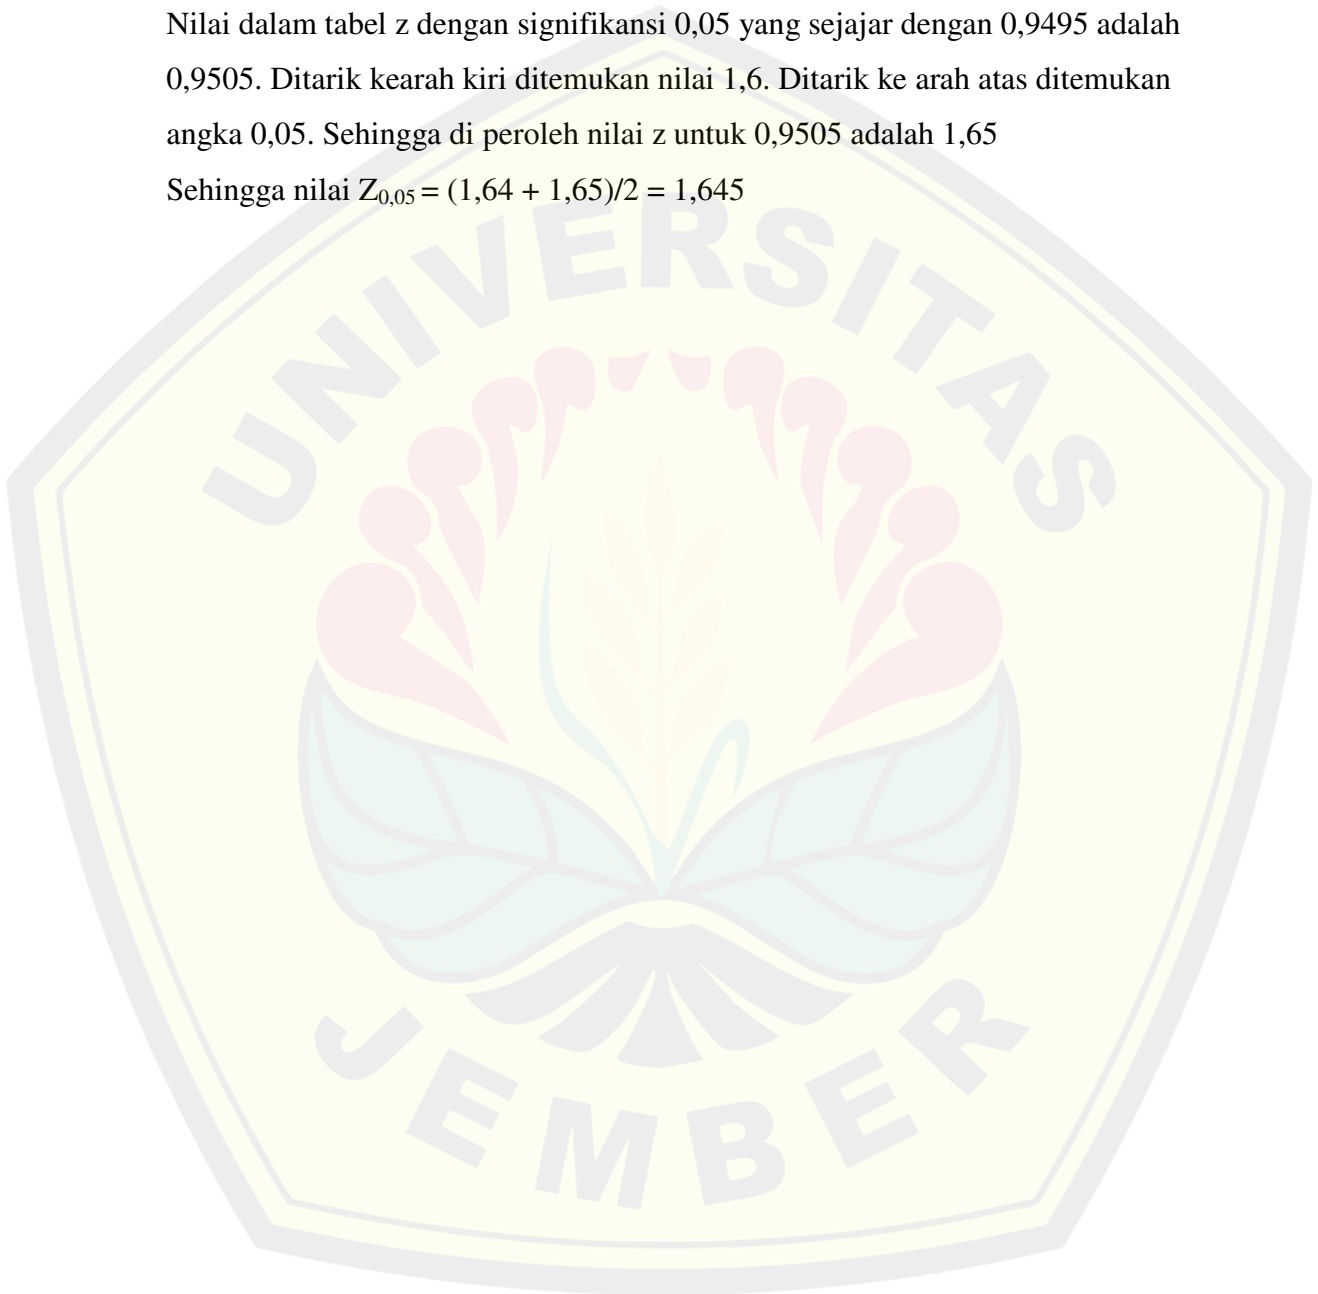 Nilai dalam tabel z dengan signifikansi 0,05 yang sejajar dengan 0,9495 adalah
0,9505. Ditarik kearah kiri ditemukan nilai 1,6. Ditarik ke arah atas ditemukan
angka 0,05. Sehingga di peroleh nilai z untuk 0,9505 adalah 1,65
Sehingga nilai Z0,05 = (1,64 + 1,65)/2 = 1,645
UNIVERSITAS
JEMBER